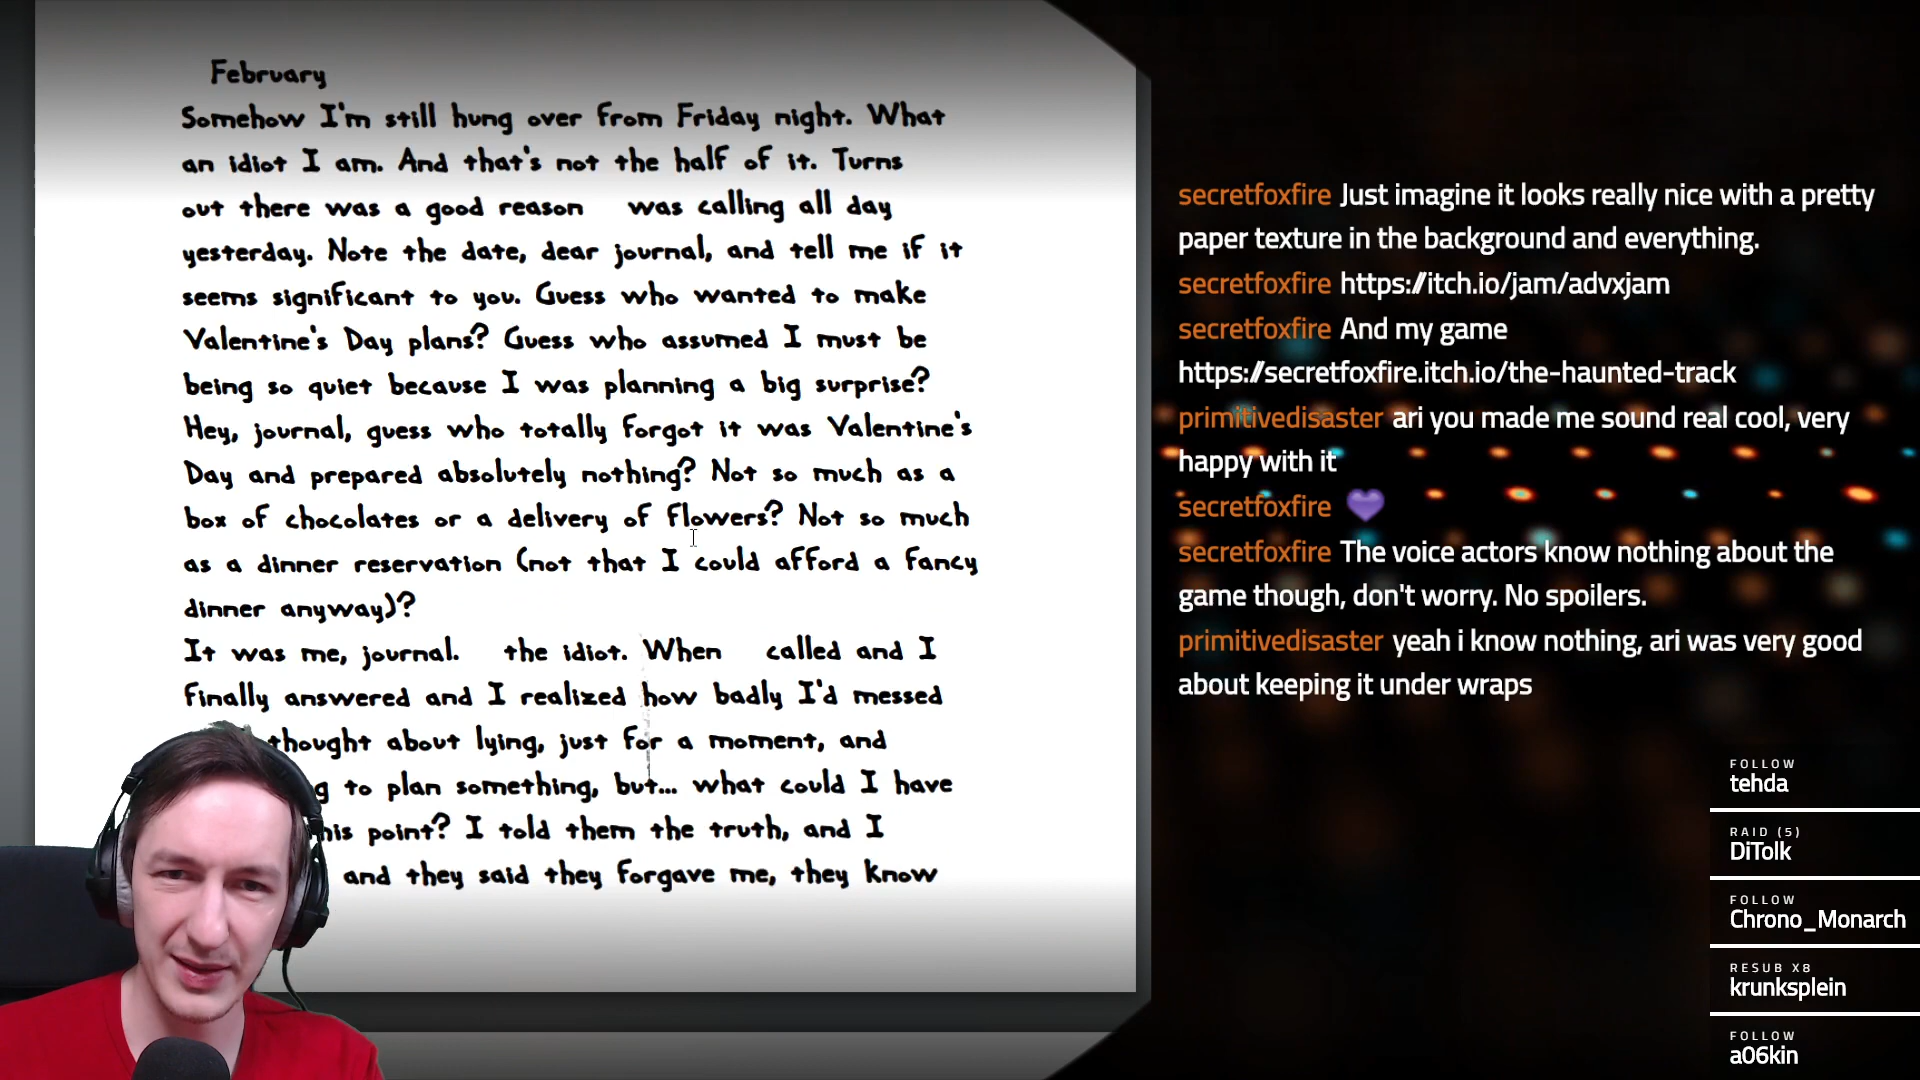 February
Somehow I'm still hung over from Friday night. What
an idiot I am. And that's not the half of it. Turns
out there was a good reason was calling all day
yesterday. Note the date, dear journal, and tell me if it
seems significant to you. Guess who wanted to make
Valentine's Day plans? Guess who assumed I must be
being so quiet because I was planning a big surprise?
Hey, journal, guess who totally forgot it was Valentine's
Day and prepared absolutely nothing? Not so much as a
box of chocolates or a delivery of flowers? Not so much
as a dinner reservation (not that I could afford a fancy
dinner anyway)?
It was me, journal. the idiot. When called and I
finally answered and I realized how badly I'd messed
thought about lying, just for a moment, and
to plan something, but... what could I have
point? I told them the truth, and I
and they said they forgave me, they know
secretfoxfire Just imagine it looks really nice with a pretty
paper texture in the background and everything.
secretfoxfire https://itch.io/jam/advxjam
secretfoxfire And my game
https://secretfoxfire.itch.io/the-haunted-track
primitivedisaster ari you made me sound real cool, very
happy with it
secretfoxfire
secretfoxfire The voice actors know nothing about the
game though, don't worry. No spoilers.
primitivedisaster yeah i know nothing, ari was very good
about keeping it under wraps
FOLLOW
tehda
RAID (5)
DiTolk
FOLLOW
Chrono_Monarch
RESUB X8
krunksplein
FOLLOW
a06kin